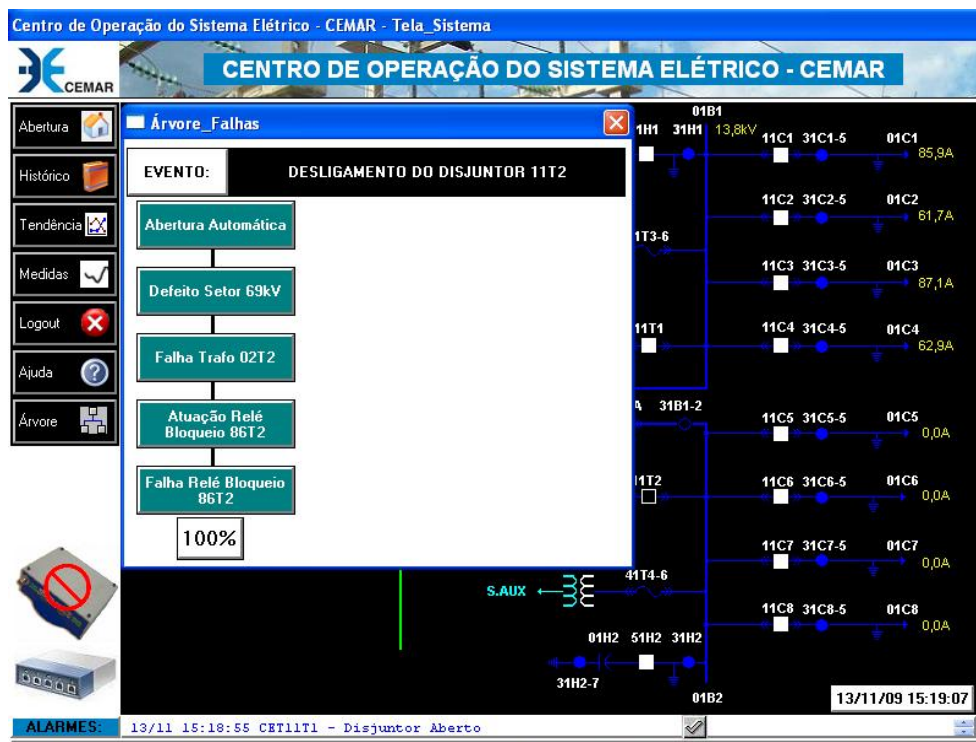 Centro de Operação do Sistema Elétrico - CEMAR - Tela_Sistema
CEMAR
CENTRO DE OPERAÇÃO DO SISTEMA ELÉTRICO - CEMAR
Abertura
Histórico
Tendência
Medidas
Logout
Ajuda
Árvore
Árvore_Falhas
EVENTO:
DESLIGAMENTO DO DISJUNTOR 11T2
Abertura Automática
Defeito Setor 69kV
Falha Trafo 02T2
Atuação Relé
Bloqueio 86T2
Falha Relé Bloqueio
86T2
100%
01B1
1H1 31H1 13,8kV
11C1 31C1-5 01C1
85,9A
11C2 31C2-5 01C2
61,7A
1T3-6
11C3 31C3-5 01C3
87,1A
11T1
11C4 31C4-5 01C4
62,9A
31B1-2
11C5 31C5-5 01C5
0,0A
11C6 31C6-5 01C6
0,0A
11C7 31C7-5 01C7
0,0A
S.AUX
41T4-6
11C8 31C8-5 01C8
0,0A
01H2 51H2 31H2
31H2-7
01B2
13/11/09 15:19:07
ALARMES:
13/11 15:18:55 CET11T1 - Disjuntor Aberto